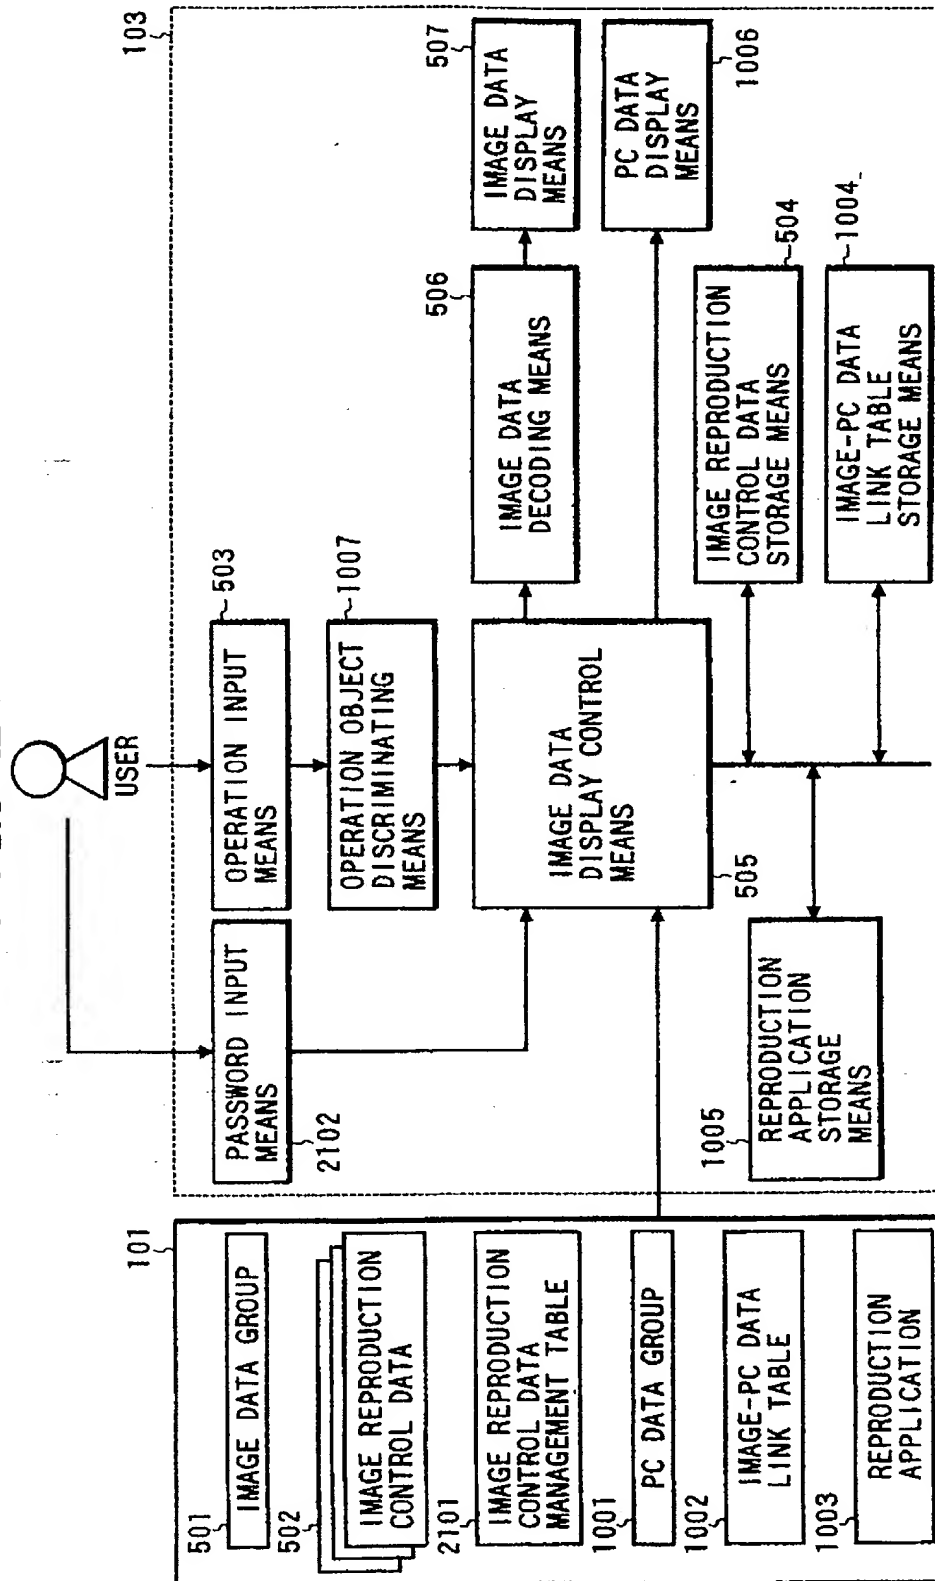 USER
103
101
501
IMAGE DATA GROUP
502
IMAGE REPRODUCTION
CONTROL DATA
2101
IMAGE REPRODUCTION
CONTROL DATA
MANAGEMENT TABLE
1001
PC DATA GROUP
1002
IMAGE-PC DATA
LINK TABLE
1003
REPRODUCTION
APPLICATION
PASSWORD INPUT
MEANS
2102
OPERATION INPUT
MEANS
503
OPERATION OBJECT
DISCRIMINATING
MEANS
1007
IMAGE DATA
DISPLAY CONTROL
MEANS
505
1005
REPRODUCTION
APPLICATION
STORAGE
MEANS
506
IMAGE DATA
DECODING MEANS
507
IMAGE DATA
DISPLAY
MEANS
PC DATA
DISPLAY
MEANS
1006
IMAGE REPRODUCTION
CONTROL DATA
STORAGE MEANS
504
IMAGE-PC DATA
LINK TABLE
STORAGE MEANS
1004